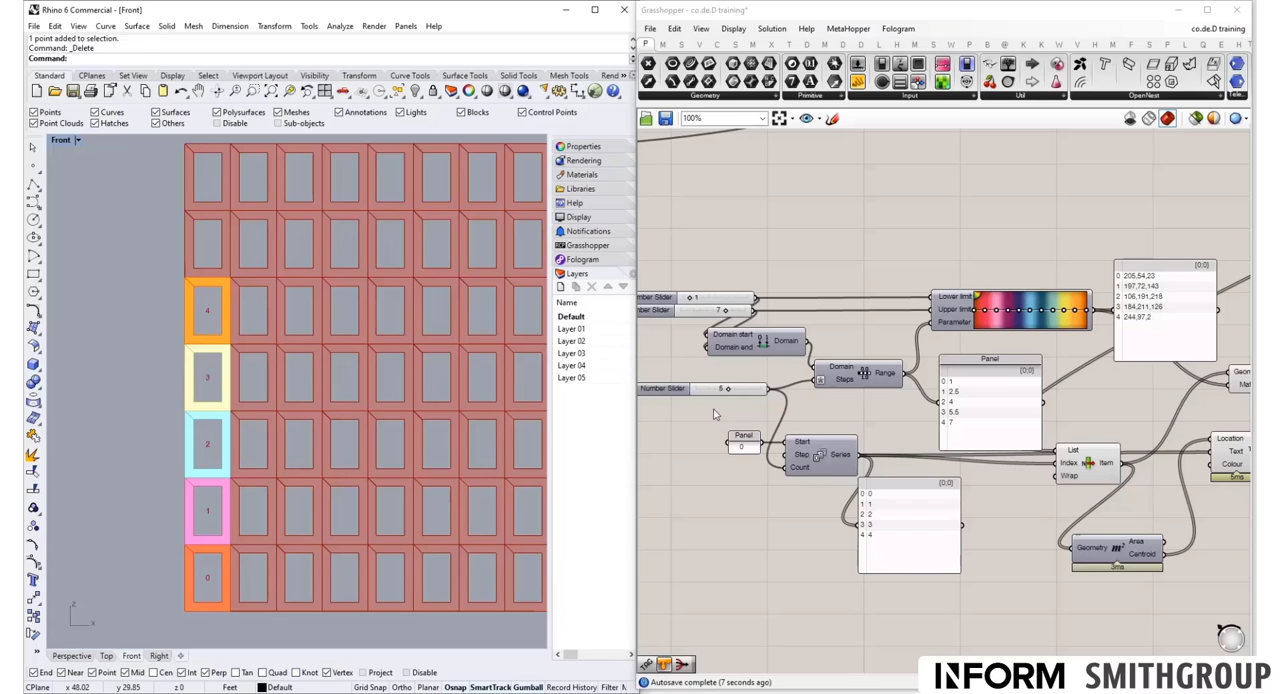 Rhino 6 Commercial - [Front]
File Edit View Curve Surface Solid Mesh Dimension Transform Tools Analyze Render Panels Help
1 point added to selection.
Command: _Delete
Command:
Standard CPlanes Set View Display Select Viewport Layout Visibility Transform Curve Tools Surface Tools Solid Tools Mesh Tools Rend »
Points Curves Surfaces Polysurfaces Meshes Annotations Lights Blocks Control Points
Point Clouds Hatches Others Disable Sub-objects
Front
4
3
2
1
0
z
x
Properties
Rendering
Materials
Libraries
Help
Display
Notifications
Grasshopper
Fologram
Layers
Name
Default
Layer 01
Layer 02
Layer 03
Layer 04
Layer 05
Perspective Top Front Right
End Near Point Mid Cen Int Perp Tan Quad Knot Vertex Project Disable
CPlane x 48.02 y 29.85 z 0 Feet Default Grid Snap Ortho Planar Osnap SmartTrack Gumball Record History Filter
Grasshopper - co.de.D training*
File Edit View Display Solution Help MetaHopper Fologram co.de.D training
Geometry Primitive Input Util OpenNest Tele...
100%
mber Slider 1
ber Slider 7
Domain start
Domain end
Domain
Number Slider 5
Domain
Steps
Range
Lower limit
Upper limit
Parameter
{0;0}
0 205,54,23
1 197,72,143
2 106,191,218
3 184,211,126
4 244,97,2
Panel
{0;0}
0 1
1 2.5
2 4
3 5.5
4 7
Panel
0
Start
Step
Count
Series
{0;0}
0 0
1 1
2 2
3 3
4 4
List
Index
Wrap
Item
Geometry
Area
Centroid
3ms
Geon
Mat
Location
Text
Colour
5ms
Autosave complete (7 seconds ago)
INFORM SMITHGROUP